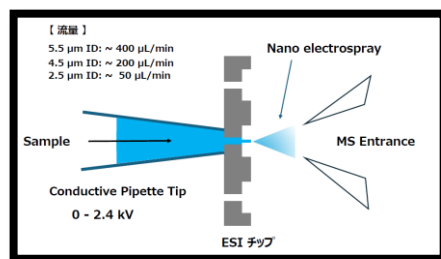 【 流量 】
5.5 μm ID: ~ 400 μL/min
4.5 μm ID: ~ 200 μL/min
2.5 μm ID: ~  50 μL/min
Nano electrospray
Sample
MS Entrance
Conductive Pipette Tip
0 - 2.4 kV
ESI チップ